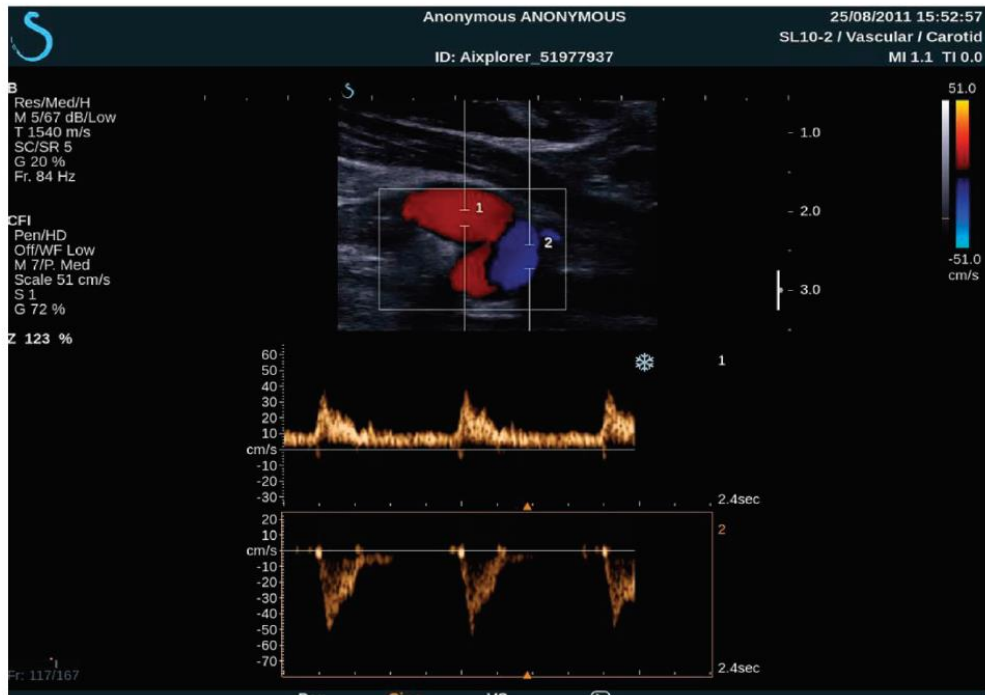 Anonymous ANONYMOUS
25/08/2011 15:52:57
SL10-2 / Vascular / Carotid
ID: Aixplorer_51977937
MI 1.1 TI 0.0
B
Res/Med/H
M 5/67 dB/Low
T 1540 m/s
SC/SR 5
G 20 %
Fr. 84 Hz
CFI
Pen/HD
Off/WF Low
M 7/P. Med
Scale 51 cm/s
S 1
G 72 %
Z 123 %
1
2
1.0
2.0
3.0
51.0
-51.0
cm/s
60
50
40
30
20
10
cm/s
-10
-20
-30
1
2.4sec
20
10
cm/s
-10
-20
-30
-40
-50
-60
-70
2
2.4sec
Fr: 117/167